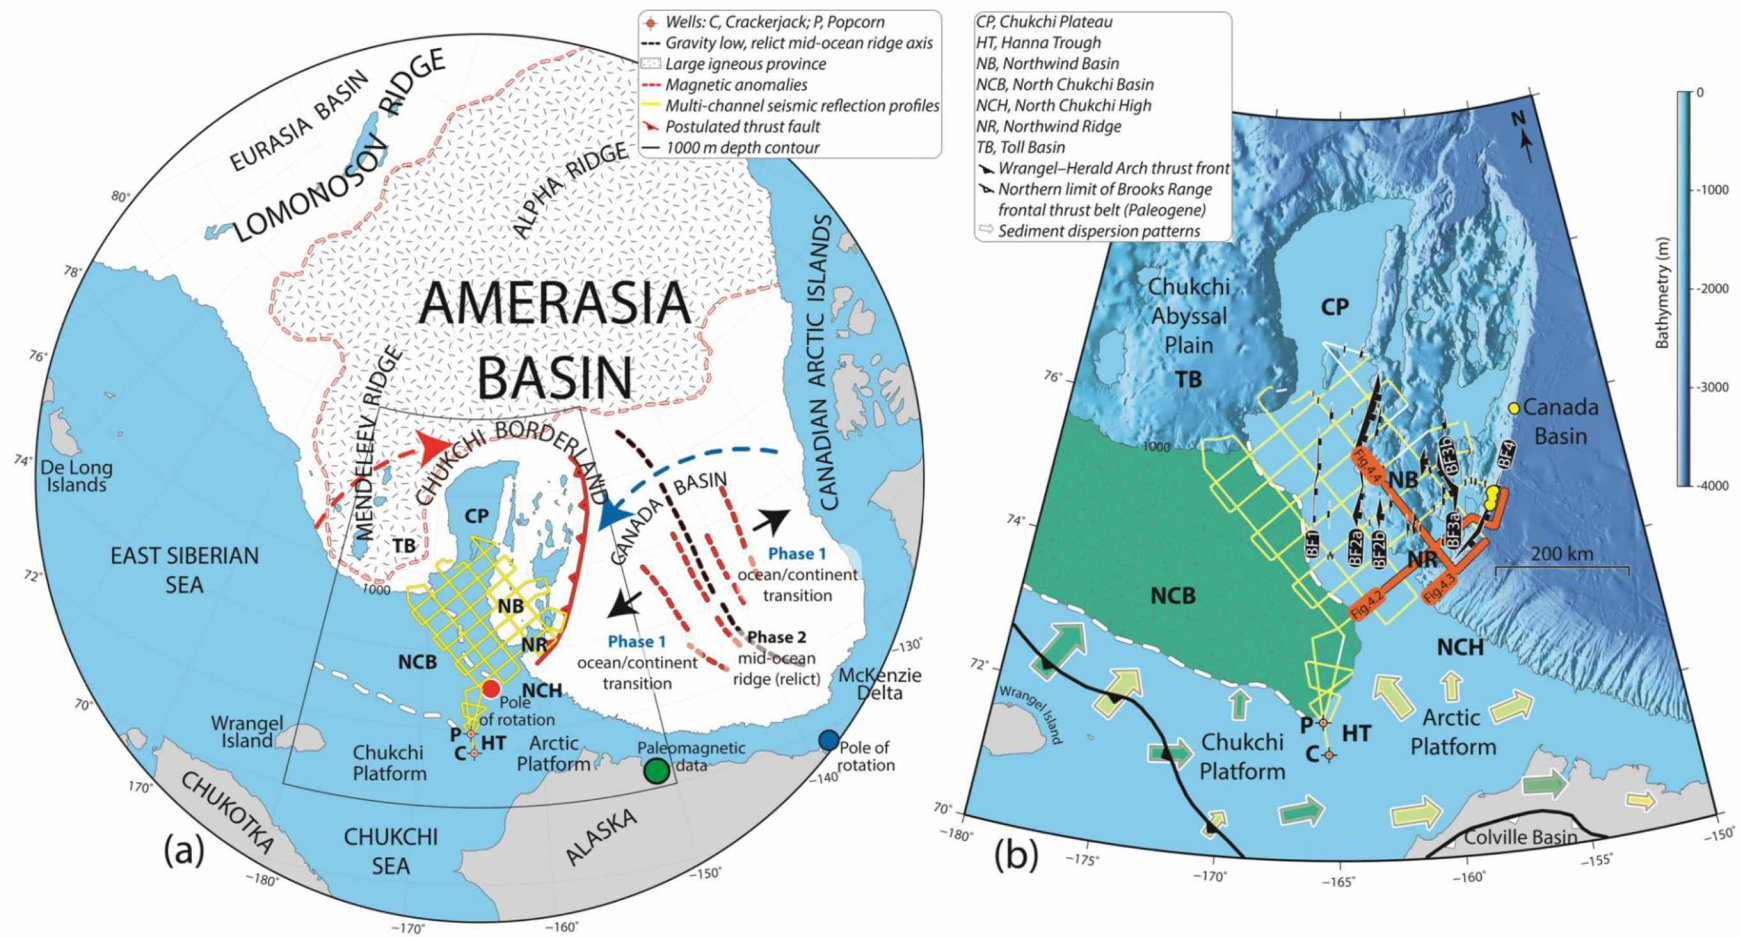 Wells: C, Crackerjack; P, Popcorn
Gravity low, relict mid-ocean ridge axis
Large igneous province
Magnetic anomalies
Multi-channel seismic reflection profiles
Postulated thrust fault
1000 m depth contour
EURASIA BASIN
LOMONOSOV RIDGE
ALPHA RIDGE
AMERASIA
BASIN
CANADIAN ARCTIC ISLANDS
MENDELEEV RIDGE
CHUKCHI BORDERLAND
CANADA BASIN
De Long
Islands
EAST SIBERIAN
SEA
CP
TB
1000
NB
NR
NCB
NCH
Pole
of rotation
Phase 1
ocean/continent
transition
Phase 1
ocean/continent
transition
Phase 2
mid-ocean
ridge (relict)
McKenzie
Delta
Wrangel
Island
P
C
HT
Chukchi
Platform
Arctic
Platform
Paleomagnetic
data
Pole of
rotation
CHUKOTKA
CHUKCHI
SEA
ALASKA
(a)
80°
78°
76°
74°
72°
70°
170°
−180°
−170°
−160°
−150°
−140°
−130°
CP, Chukchi Plateau
HT, Hanna Trough
NB, Northwind Basin
NCB, North Chukchi Basin
NCH, North Chukchi High
NR, Northwind Ridge
TB, Toll Basin
Wrangel–Herald Arch thrust front
Northern limit of Brooks Range
frontal thrust belt (Paleogene)
Sediment dispersion patterns
N
0
-1000
-2000
-3000
-4000
Bathymetry (m)
Chukchi
Abyssal
Plain
TB
CP
Canada
Basin
1000
Fig.4.4
NB
BF3b
BF4
BF1
BF2a
BF2b
BF3a
NR
200 km
Fig.4.2
Fig.4.3
NCB
NCH
Wrangel Island
P
C
HT
Chukchi
Platform
Arctic
Platform
Colville Basin
(b)
76°
74°
72°
70°
−180°
−175°
−170°
−165°
−160°
−155°
−150°